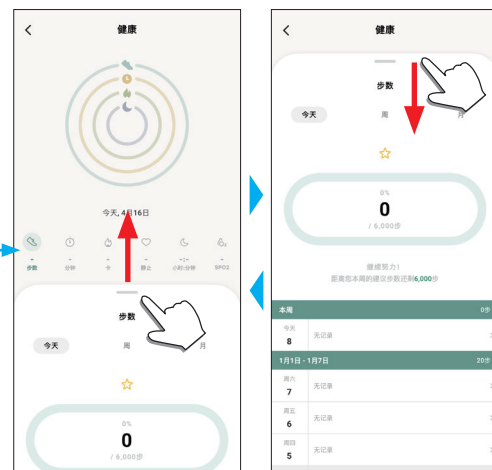 健康
今天, 4月16日
步数
分钟
卡
静止
小时:分钟
SPO2
步数
今天
周
月
0%
0
/ 6,000步
健康
步数
今天
周
月
0%
0
/ 6,000步
继续努力!
距离您本周的建议步数还剩6,000步
本周 0步
今天
8 无记录
1月1日 - 1月7日 20步
周六
7 无记录
周五
6 无记录
周四
5 无记录